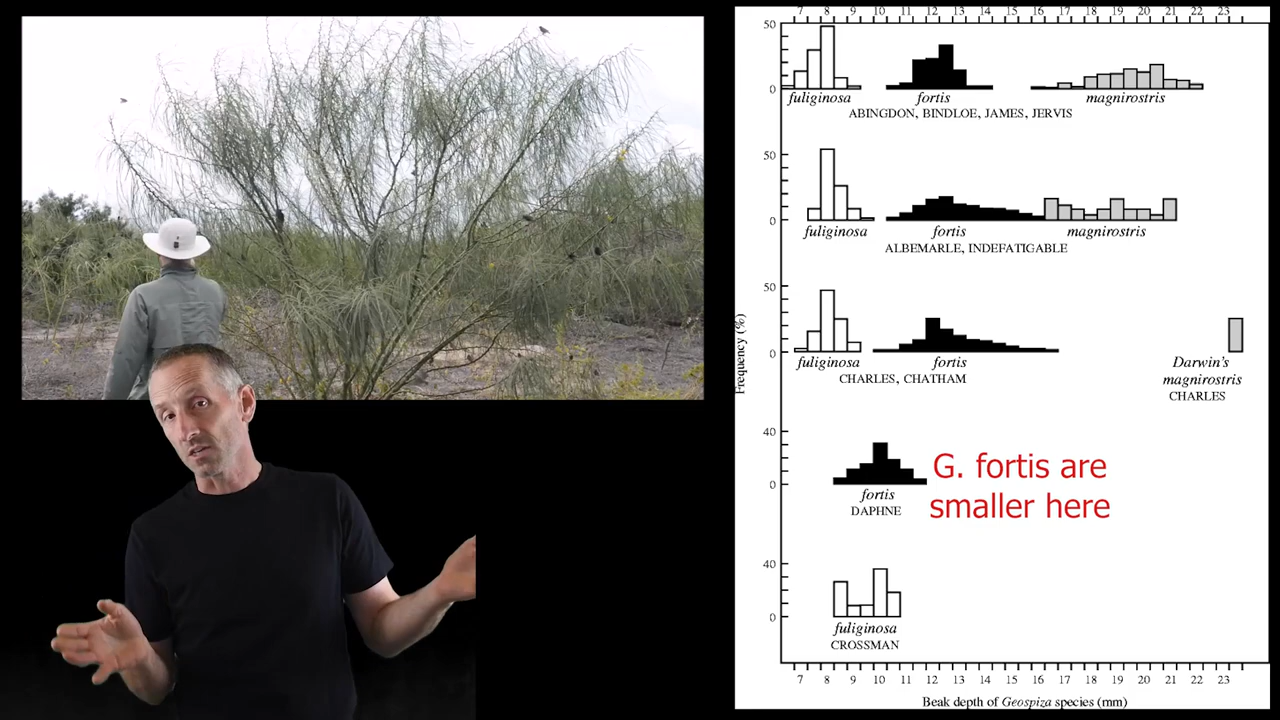 7 8 9 10 11 12 13 14 15 16 17 18 19 20 21 22 23
50
0
fuliginosa fortis magnirostris
ABINGDON, BINDLOE, JAMES, JERVIS
50
0
fuliginosa fortis magnirostris
ALBEMARLE, INDEFATIGABLE
50
0
fuliginosa fortis
CHARLES, CHATHAM
Darwin's
magnirostris
CHARLES
Frequency (%)
40
0
fortis
DAPHNE
G. fortis are
smaller here
40
0
fuliginosa
CROSSMAN
7 8 9 10 11 12 13 14 15 16 17 18 19 20 21 22 23
Beak depth of Geospiza species (mm)